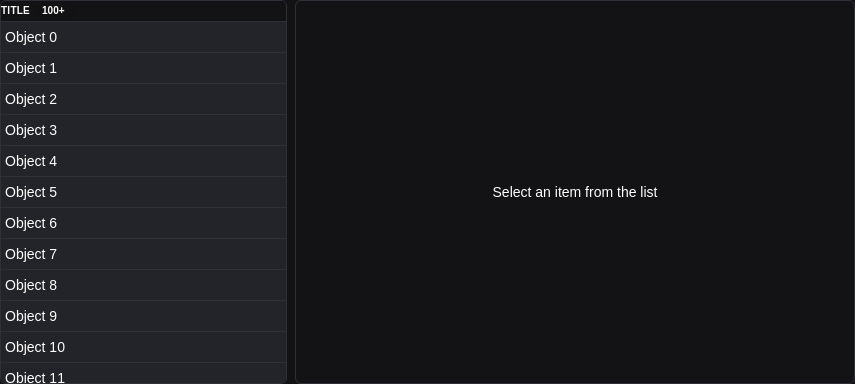 TITLE 100+
Object 0
Object 1
Object 2
Object 3
Object 4
Object 5
Object 6
Object 7
Object 8
Object 9
Object 10
Object 11
Select an item from the list